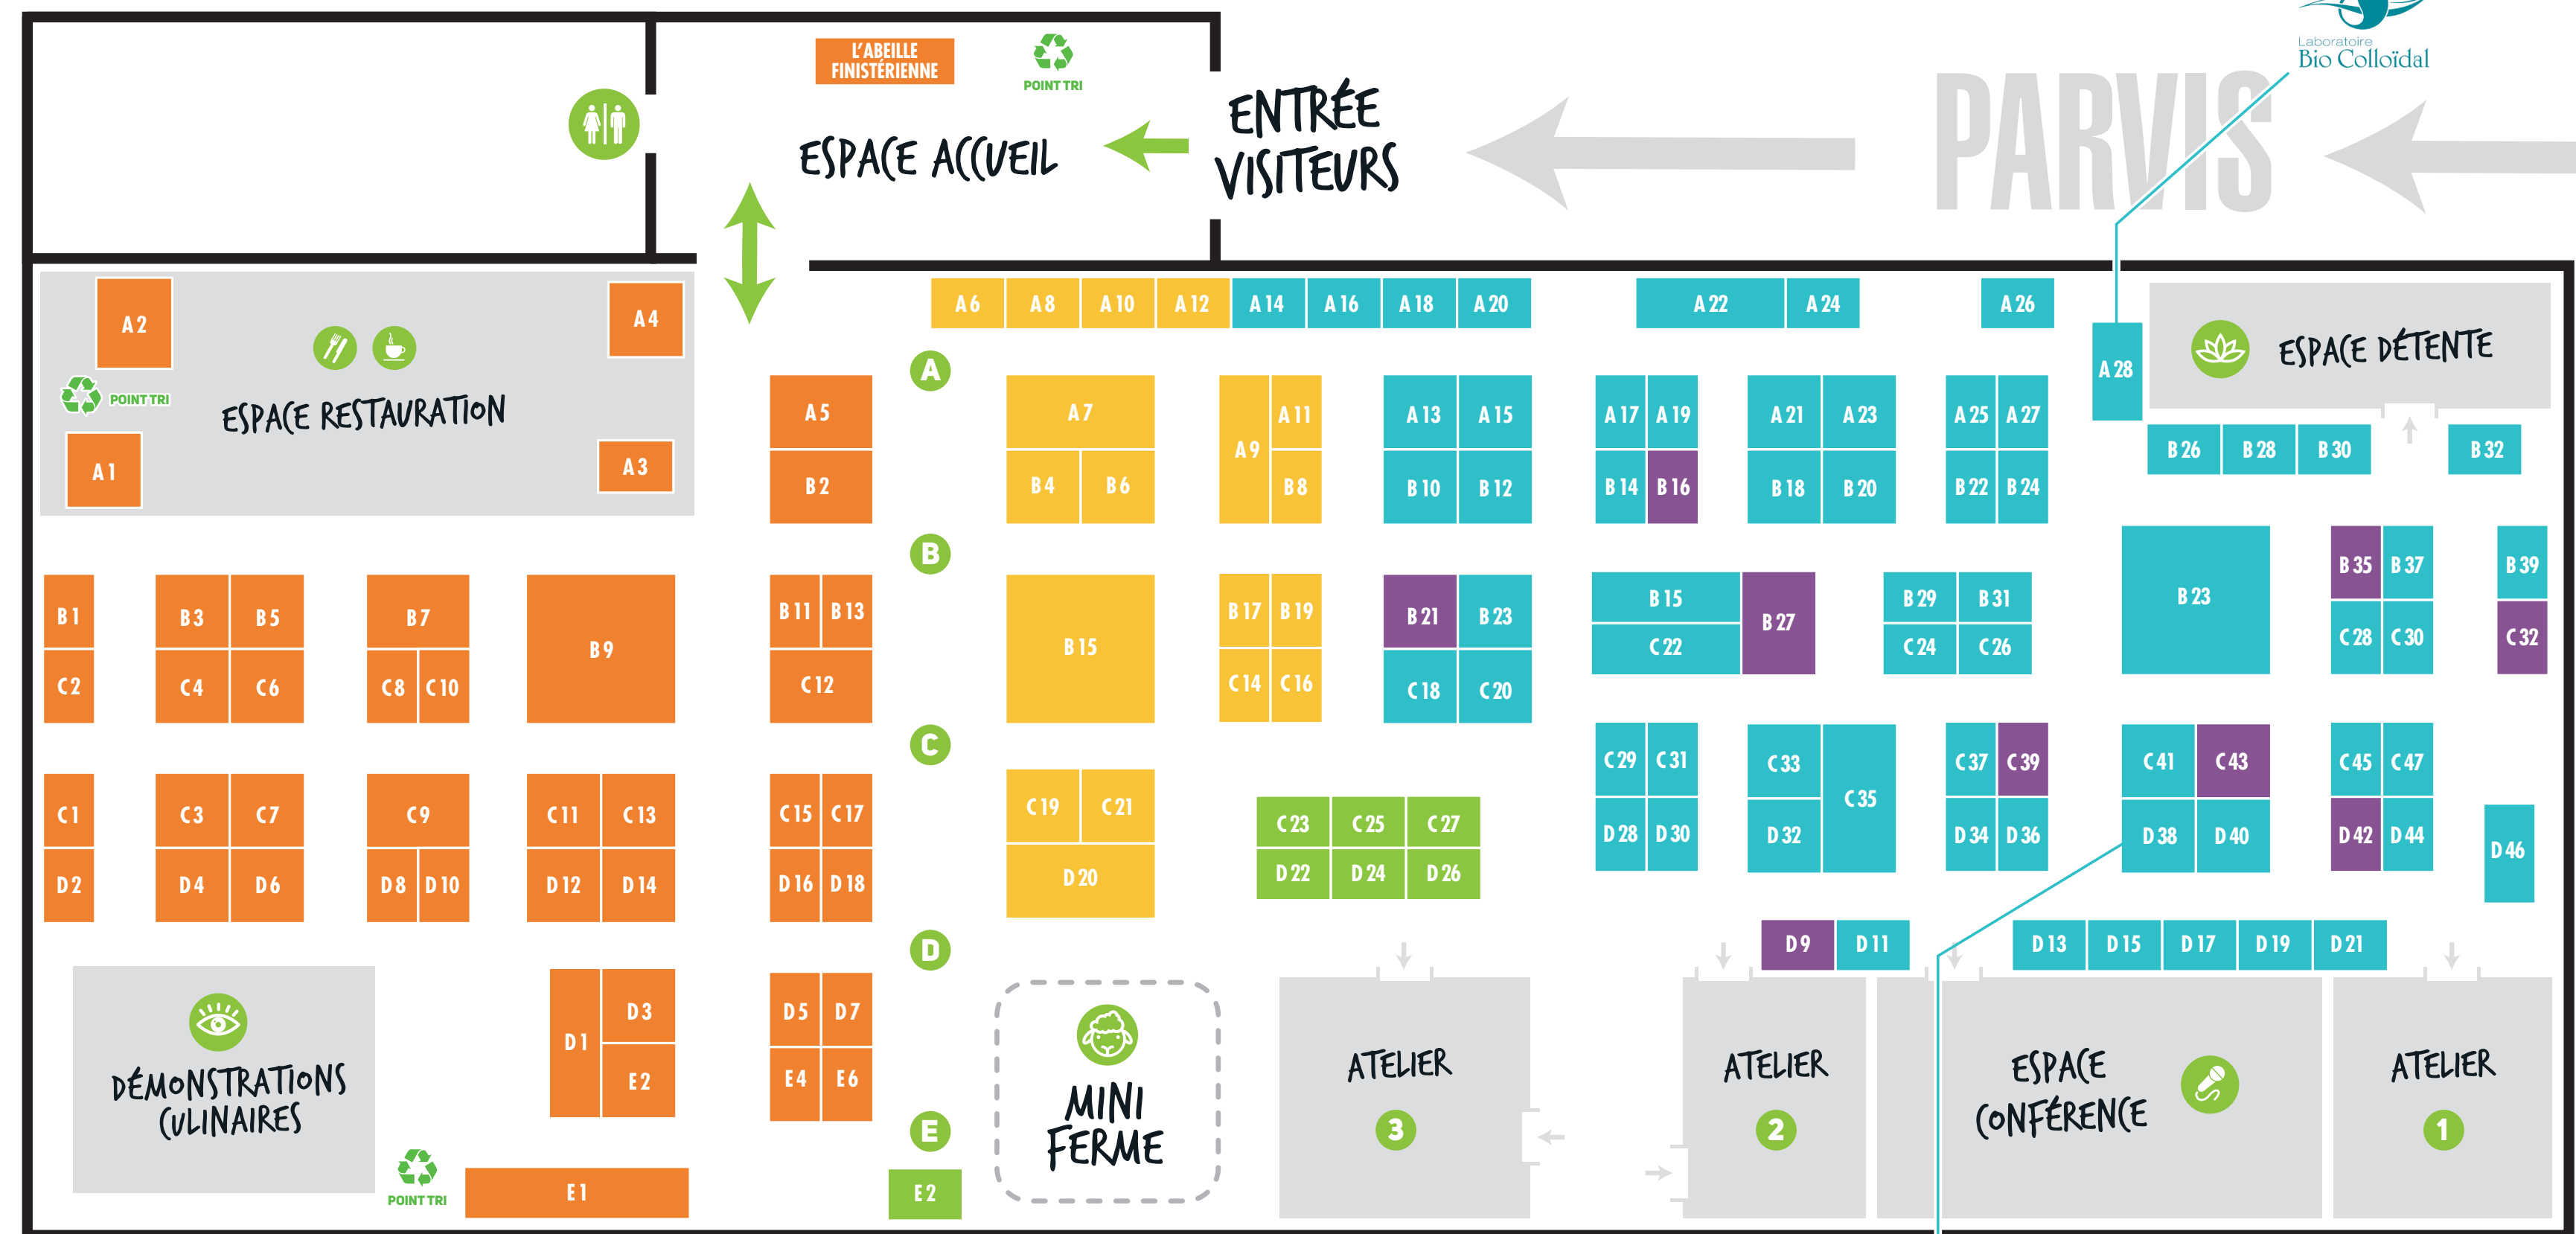 Laboratoire
Bio Colloïdal
L'ABEILLE
FINISTÉRIENNE
POINT TRI
ENTRÉE
VISITEURS
ESPACE ACCUEIL
PARVIS
A 2
A 4
POINT TRI
ESPACE RESTAURATION
A 1
A 3
A 6
A 8
A 10
A 12
A 14
A 16
A 18
A 20
A 22
A 24
A 26
A 28
ESPACE DÉTENTE
A
A 5
A 7
A 9
A 11
A 13
A 15
A 17
A 19
A 21
A 23
A 25
A 27
B 2
B 4
B 6
B 8
B 10
B 12
B 14
B 16
B 18
B 20
B 22
B 24
B 26
B 28
B 30
B 32
B
B 1
B 3
B 5
B 7
B 9
B 11
B 13
B 15
B 17
B 19
B 21
B 23
B 15
B 27
B 29
B 31
B 23
B 35
B 37
B 39
C 2
C 4
C 6
C 8
C 10
C 12
C 14
C 16
C 18
C 20
C 22
C 24
C 26
C 28
C 30
C 32
C
C 1
C 3
C 7
C 9
C 11
C 13
C 15
C 17
C 19
C 21
C 23
C 25
C 27
C 29
C 31
C 33
C 35
C 37
C 39
C 41
C 43
C 45
C 47
D 2
D 4
D 6
D 8
D 10
D 12
D 14
D 16
D 18
D 20
D 22
D 24
D 26
D 28
D 30
D 32
D 34
D 36
D 38
D 40
D 42
D 44
D 46
D
D 1
D 3
D 5
D 7
D 9
D 11
D 13
D 15
D 17
D 19
D 21
E 2
E 4
E 6
DÉMONSTRATIONS
CULINAIRES
MINI
FERME
ATELIER
3
ATELIER
2
ESPACE
CONFÉRENCE
ATELIER
1
E
POINT TRI
E 1
E 2